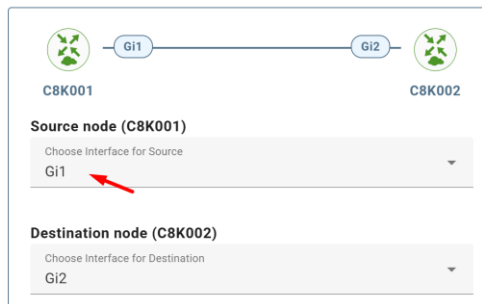 Gi1
Gi2
C8K001
C8K002
Source node (C8K001)
Choose Interface for Source
Gi1
Destination node (C8K002)
Choose Interface for Destination
Gi2